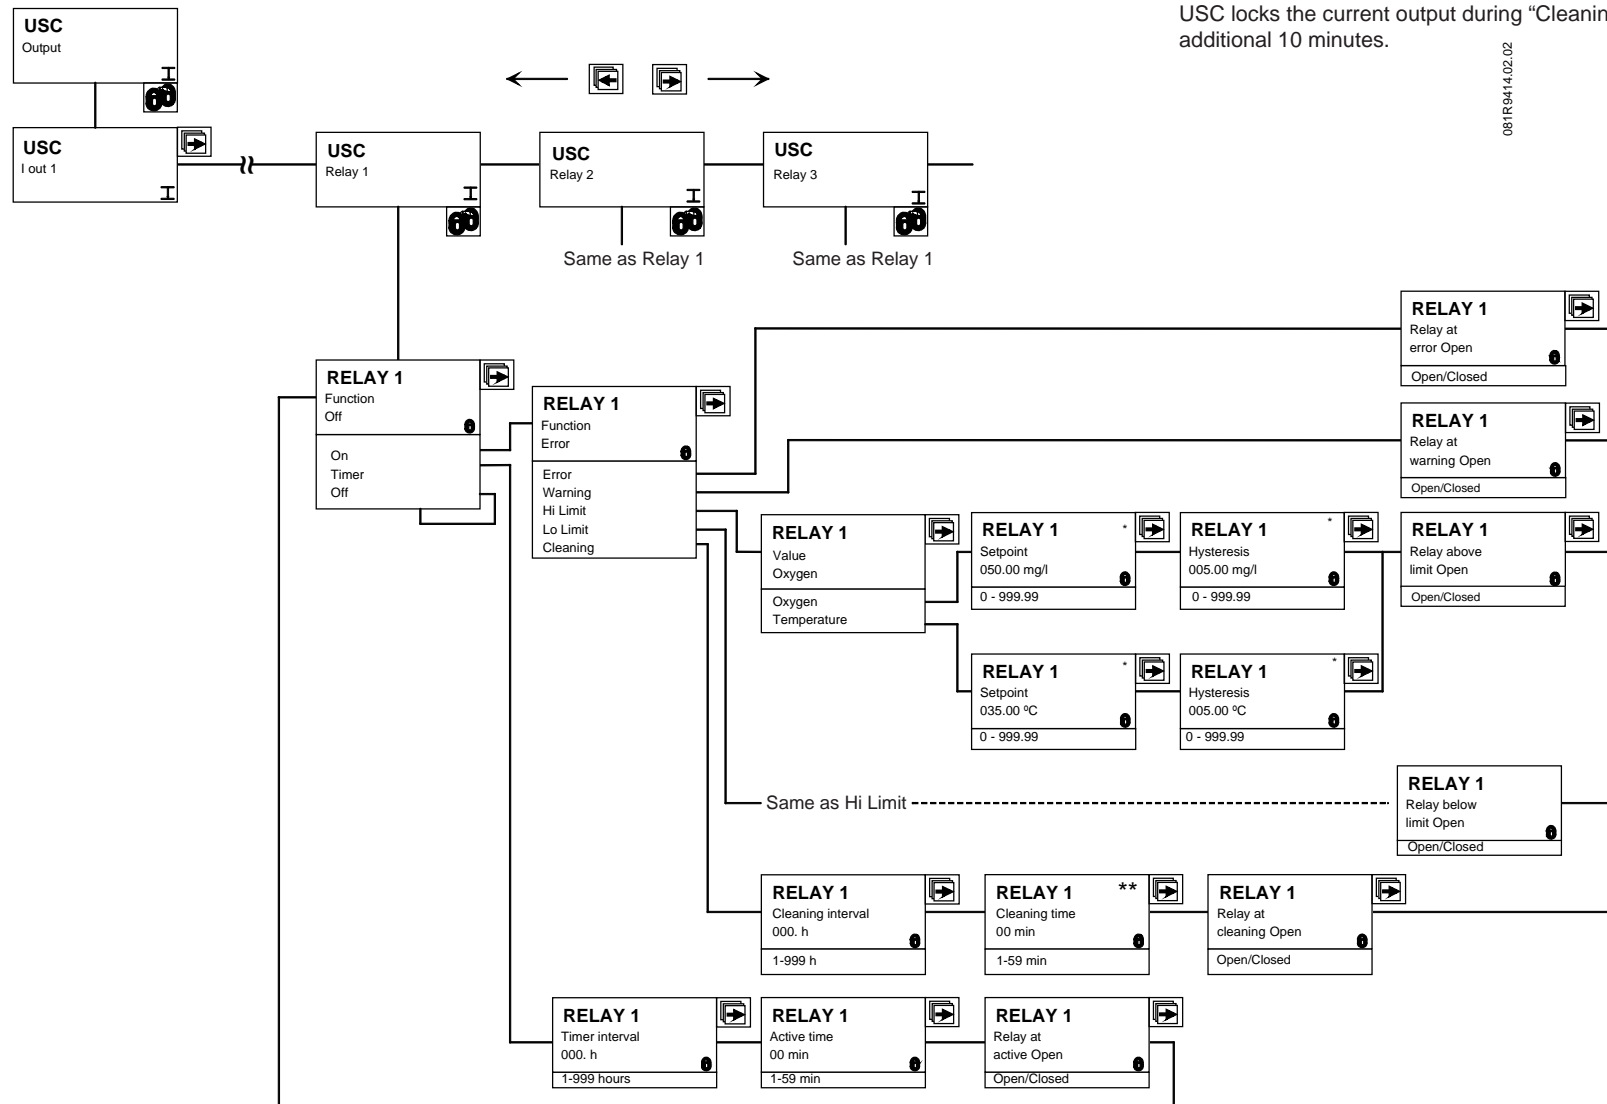 USC locks the current output during “Cleanin
additional 10 minutes.
081R9414.02.02
USC
Output
USC
I out 1
USC
Relay 1
USC
Relay 2
USC
Relay 3
Same as Relay 1
Same as Relay 1
RELAY 1
Relay at
error Open
Open/Closed
RELAY 1
Function
Off
On
Timer
Off
RELAY 1
Function
Error
Error
Warning
Hi Limit
Lo Limit
Cleaning
RELAY 1
Relay at
warning Open
Open/Closed
RELAY 1
Value
Oxygen
Oxygen
Temperature
RELAY 1 *
Setpoint
050.00 mg/l
0 - 999.99
RELAY 1 *
Hysteresis
005.00 mg/l
0 - 999.99
RELAY 1
Relay above
limit Open
Open/Closed
RELAY 1 *
Setpoint
035.00 ºC
0 - 999.99
RELAY 1 *
Hysteresis
005.00 ºC
0 - 999.99
Same as Hi Limit
RELAY 1
Relay below
limit Open
Open/Closed
RELAY 1
Cleaning interval
000. h
1-999 h
RELAY 1 **
Cleaning time
00 min
1-59 min
RELAY 1
Relay at
cleaning Open
Open/Closed
RELAY 1
Timer interval
000. h
1-999 hours
RELAY 1
Active time
00 min
1-59 min
RELAY 1
Relay at
active Open
Open/Closed